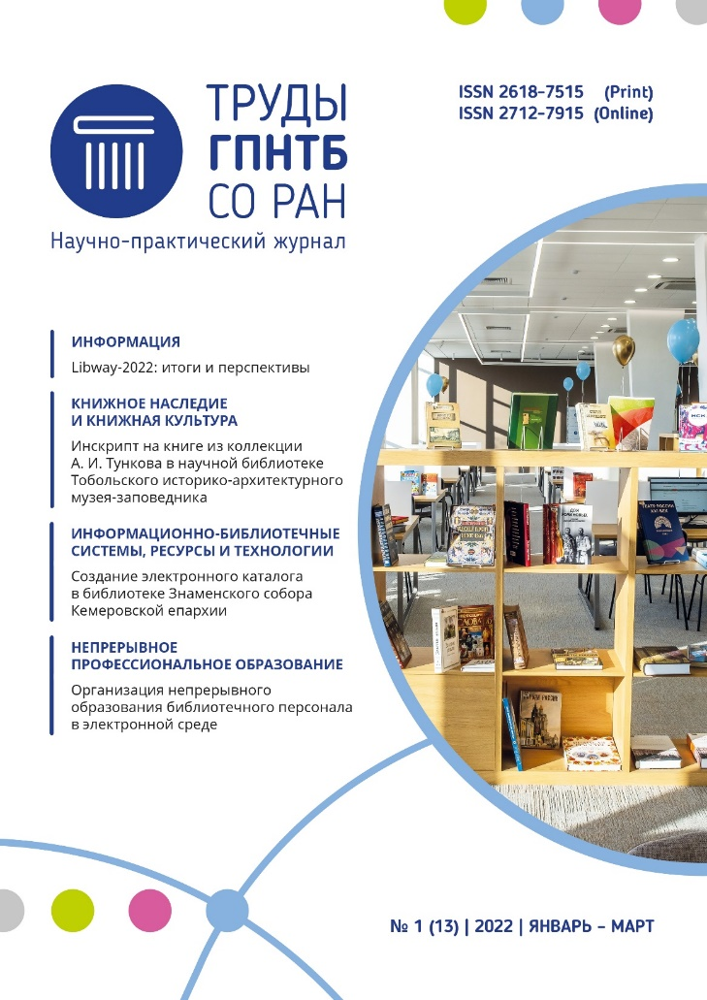 ТРУДЫ
ГПНТБ
СО РАН
Научно-практический журнал
ISSN 2618-7515 (Print)
ISSN 2712-7915 (Online)
ИНФОРМАЦИЯ
Libway-2022: итоги и перспективы
КНИЖНОЕ НАСЛЕДИЕ
И КНИЖНАЯ КУЛЬТУРА
Инскрипт на книге из коллекции
А. И. Тункова в научной библиотеке
Тобольского историко-архитектурного
музея-заповедника
ИНФОРМАЦИОННО-БИБЛИОТЕЧНЫЕ
СИСТЕМЫ, РЕСУРСЫ И ТЕХНОЛОГИИ
Создание электронного каталога
в библиотеке Знаменского собора
Кемеровской епархии
НЕПРЕРЫВНОЕ
ПРОФЕССИОНАЛЬНОЕ ОБРАЗОВАНИЕ
Организация непрерывного
образования библиотечного персонала
в электронной среде
№ 1 (13) | 2022 | ЯНВАРЬ – МАРТ